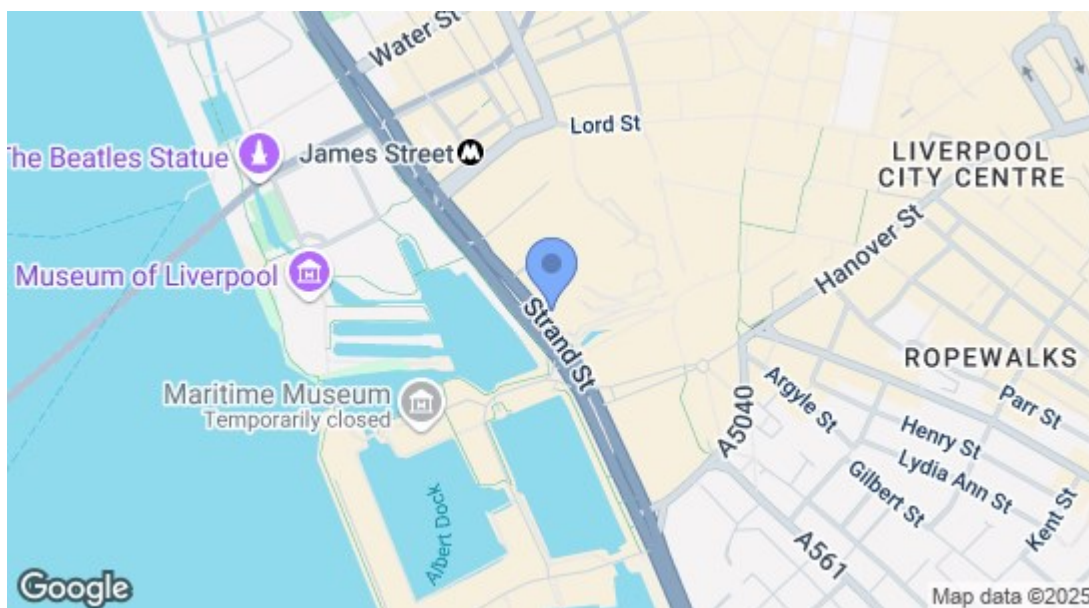 Water St
Lord St
The Beatles Statue
James Street
LIVERPOOL
CITY CENTRE
Hanover St
Museum of Liverpool
Strand St
ROPEWALKS
Maritime Museum
Temporarily closed
Argyle St
Parr St
A5040
Henry St
Lydia Ann St
Gilbert St
Kent St
Albert Dock
A561
Google
Map data ©2025